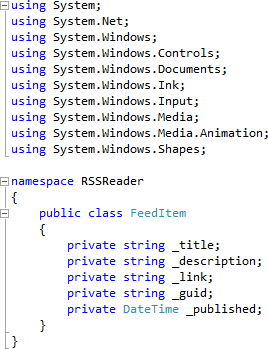 using System;
using System.Net;
using System.Windows;
using System.Windows.Controls;
using System.Windows.Documents;
using System.Windows.Ink;
using System.Windows.Input;
using System.Windows.Media;
using System.Windows.Media.Animation;
using System.Windows.Shapes;

namespace RSSReader
{
    public class FeedItem
    {
        private string _title;
        private string _description;
        private string _link;
        private string _guid;
        private DateTime _published;
    }
}